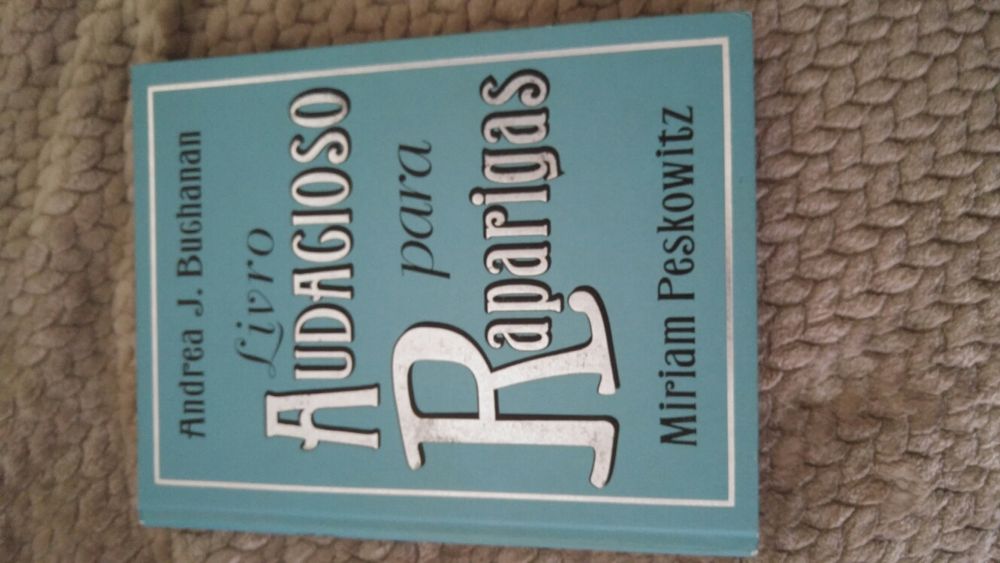 Andrea J. Buchanan
Livro
AUDACIOSO
para
Raparigas
Miriam Peskowitz